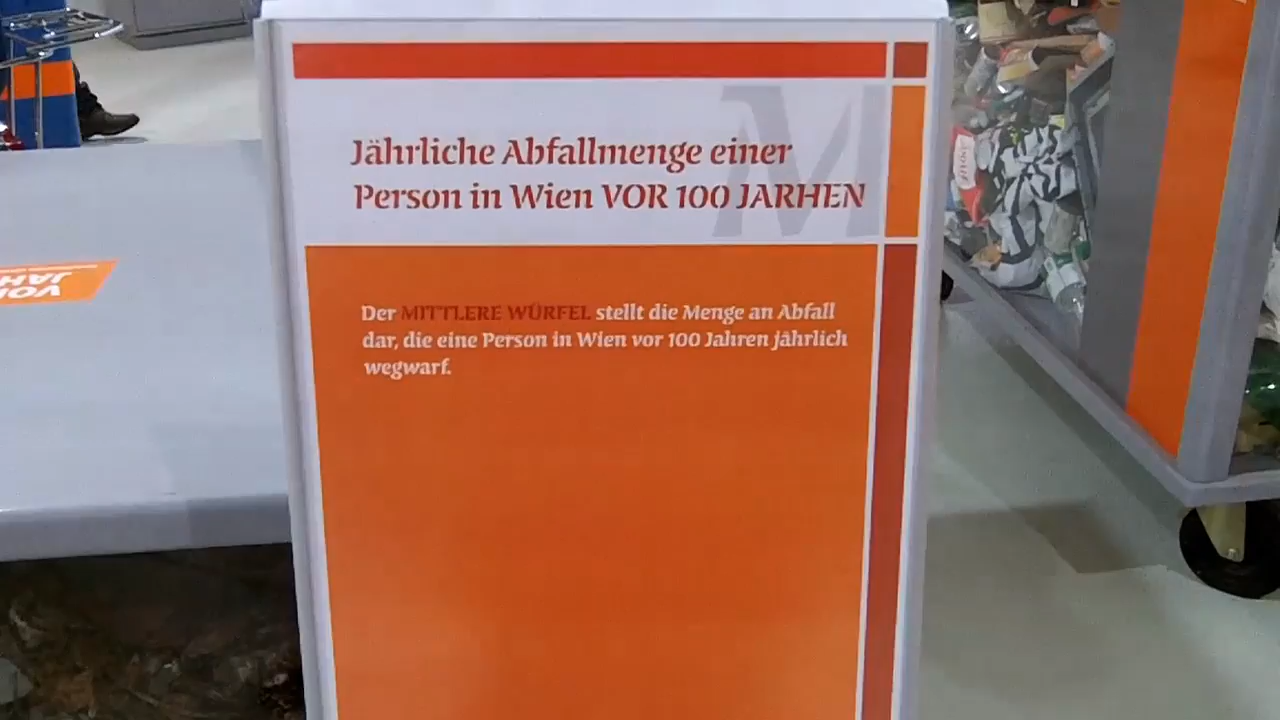 Jährliche Abfallmenge einer
Person in Wien VOR 100 JARHEN
M
Der MITTLERE WÜRFEL stellt die Menge an Abfall
dar, die eine Person in Wien vor 100 Jahren jährlich
wegwarf.